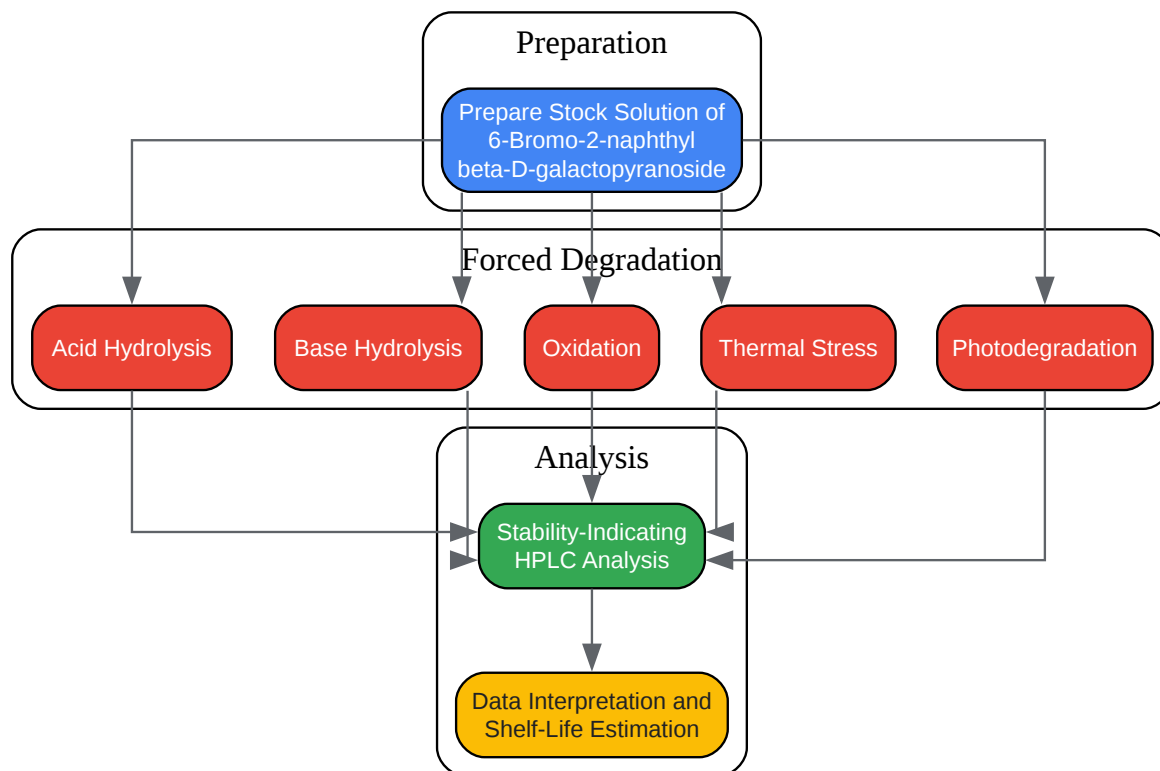 Preparation
Prepare Stock Solution of
6-Bromo-2-naphthyl
beta-D-galactopyranoside
Forced Degradation
Acid Hydrolysis
Base Hydrolysis
Oxidation
Thermal Stress
Photodegradation
Analysis
Stability-Indicating
HPLC Analysis
Data Interpretation and
Shelf-Life Estimation